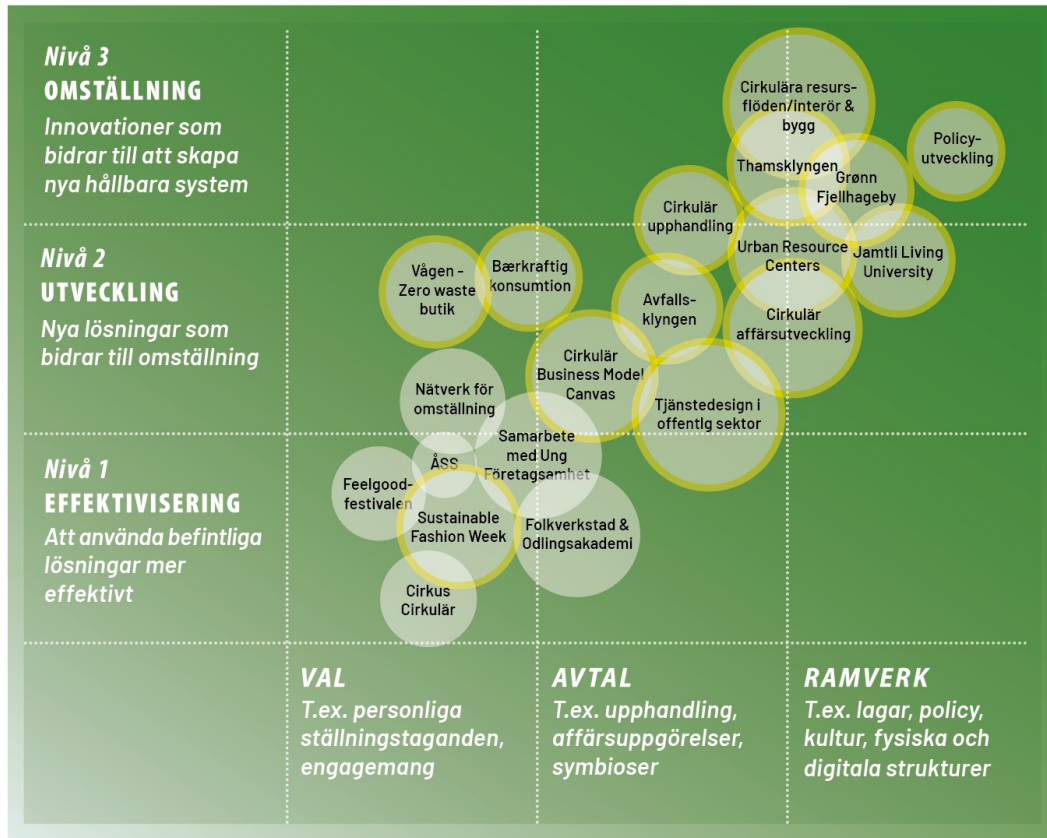 Nivå 3
OMSTÄLLNING
Innovationer som
bidrar till att skapa
nya hållbara system
Cirkulära resurs-
flöden/interör &
bygg
Policy-
utveckling
Thamsklyngen
Grønn
Fjellhageby
Cirkulär
upphandling
Nivå 2
UTVECKLING
Nya lösningar som
bidrar till omställning
Vågen -
Zero waste
butik
Bærkraftig
konsumtion
Urban Resource
Centers
Jamtli Living
University
Avfalls-
klyngen
Cirkulär
affärsutveckling
Cirkulär
Business Model
Canvas
Nätverk för
omställning
Tjänstedesign i
offentlg sektor
Nivå 1
EFFEKTIVISERING
Att använda befintliga
lösningar mer
effektivt
Samarbete
med Ung
Företagsamhet
ÅSS
Feelgood-
festivalen
Sustainable
Fashion Week
Folkverkstad &
Odlingsakademi
Cirkus
Cirkulär
VAL
T.ex. personliga
ställningstaganden,
engagemang
AVTAL
T.ex. upphandling,
affärsuppgörelser,
symbioser
RAMVERK
T.ex. lagar, policy,
kultur, fysiska och
digitala strukturer